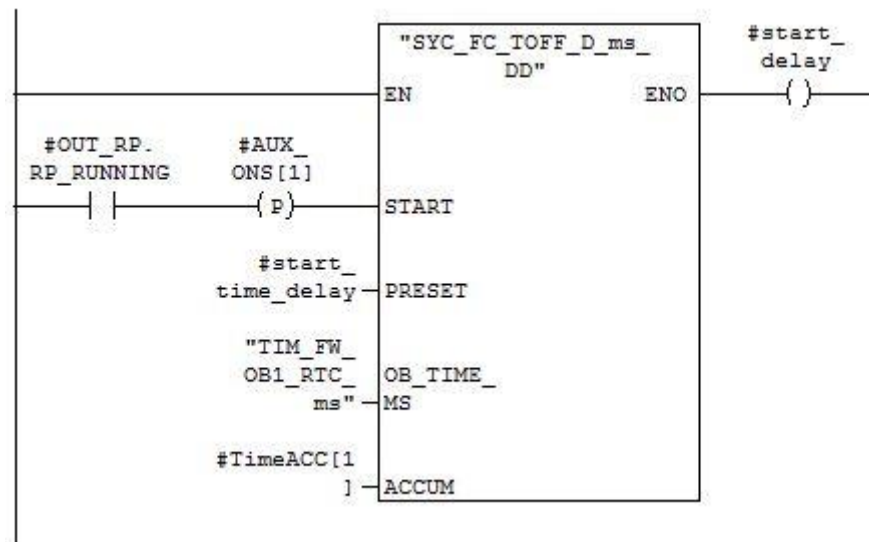 "SYC_FC_TOFF_D_ms_
DD"
#start_
delay
EN
ENO
( )
#OUT_RP.
RP_RUNNING
#AUX_
ONS[1]
(P)
START
#start_
time_delay
PRESET
"TIM_FW_
OB1_RTC_
ms"
OB_TIME_
MS
#TimeACC[1
]
ACCUM